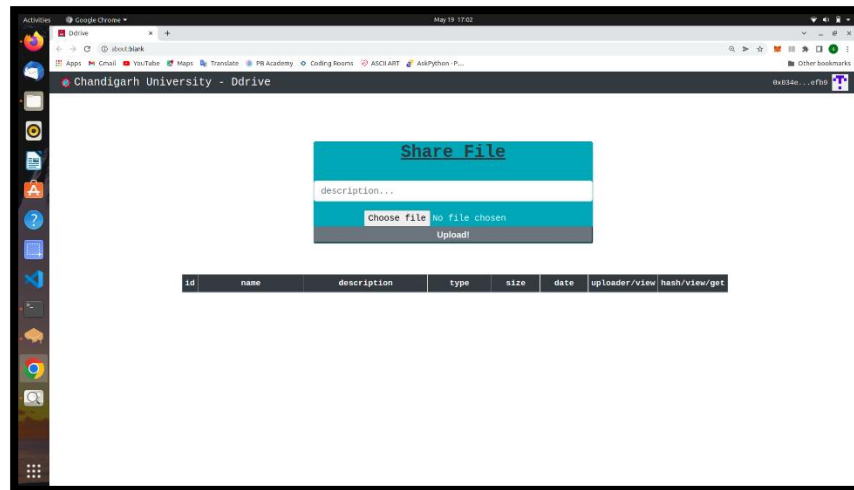 Activities Google Chrome May 19 17:02
Ddrive
about:blank
Apps Gmail YouTube Maps Translate PB Academy Coding Rooms ASCII ART AskPython - P... Other bookmarks
Chandigarh University - Ddrive 0x034e...efb9
Share File
description...
Choose file No file chosen
Upload!
id name description type size date uploader/view hash/view/get